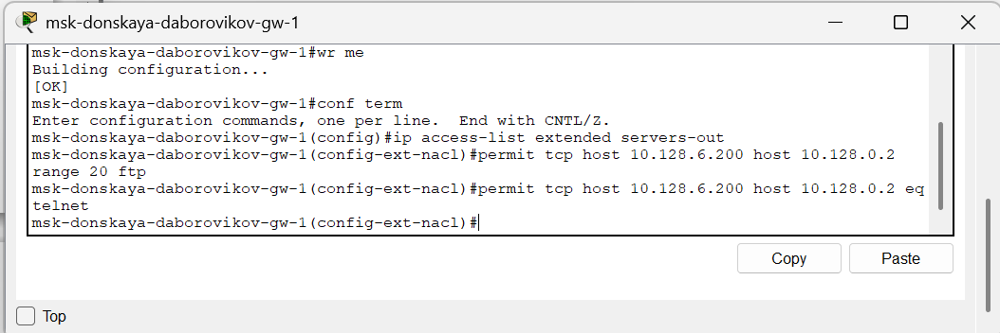 msk-donskaya-daborovikov-gw-1
msk-donskaya-daborovikov-gw-1#wr me
Building configuration...
[OK]
msk-donskaya-daborovikov-gw-1#conf term
Enter configuration commands, one per line.  End with CNTL/Z.
msk-donskaya-daborovikov-gw-1(config)#ip access-list extended servers-out
msk-donskaya-daborovikov-gw-1(config-ext-nacl)#permit tcp host 10.128.6.200 host 10.128.0.2
range 20 ftp
msk-donskaya-daborovikov-gw-1(config-ext-nacl)#permit tcp host 10.128.6.200 host 10.128.0.2 eq
telnet
msk-donskaya-daborovikov-gw-1(config-ext-nacl)#
Copy Paste
Top